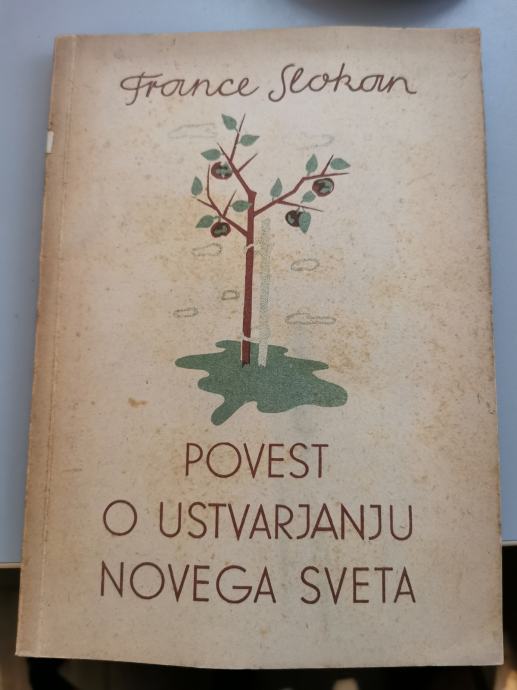 France Slokan
POVEST
O USTVARJANJU
NOVEGA SVETA